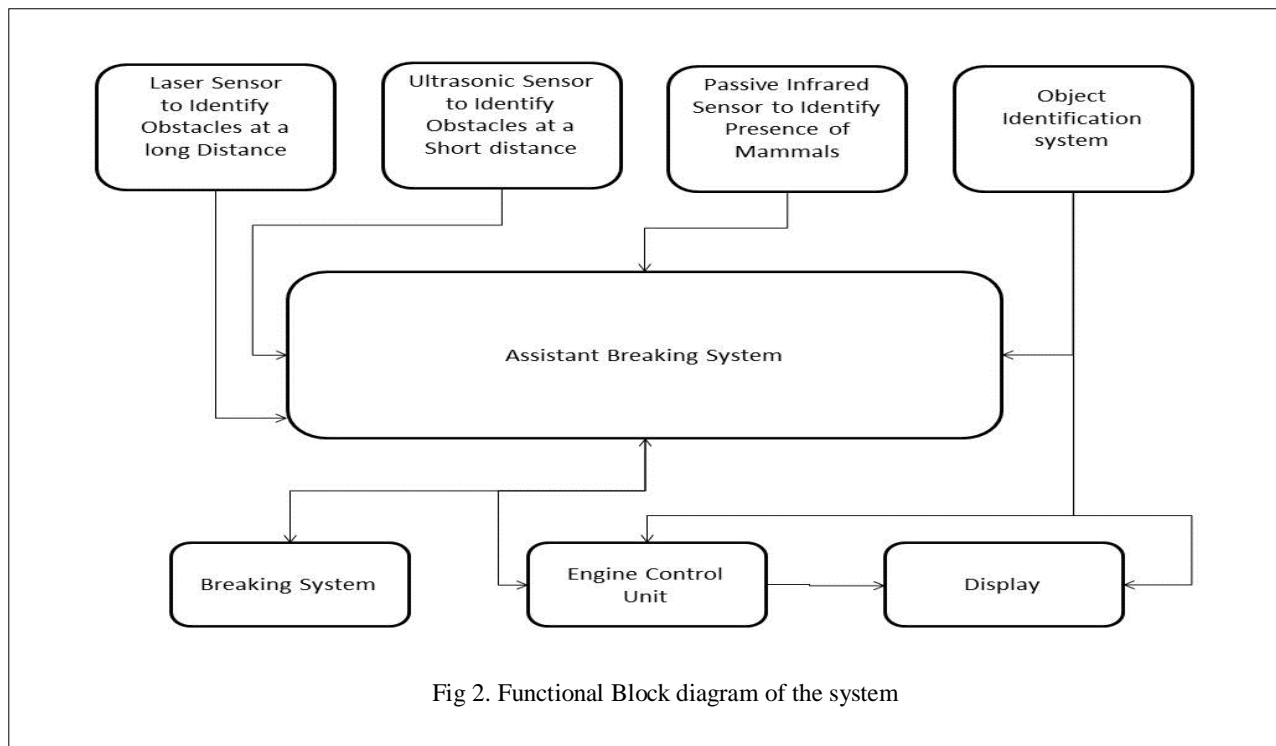 Laser Sensor
to Identify
Obstacles at a
long Distance
Ultrasonic Sensor
to Identify
Obstacles at a
Short distance
Passive Infrared
Sensor to Identify
Presence of
Mammals
Object
Identification
system
Assistant Breaking System
Breaking System
Engine Control
Unit
Display
Fig 2. Functional Block diagram of the system